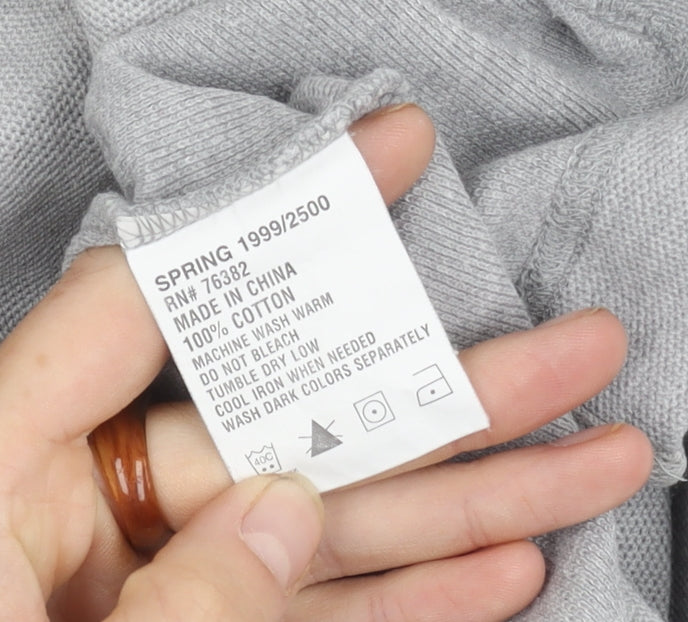 SPRING 1999/2500
RN# 76382
MADE IN CHINA
100% COTTON
MACHINE WASH WARM
DO NOT BLEACH
TUMBLE DRY LOW
COOL IRON WHEN NEEDED
WASH DARK COLORS SEPARATELY
40C